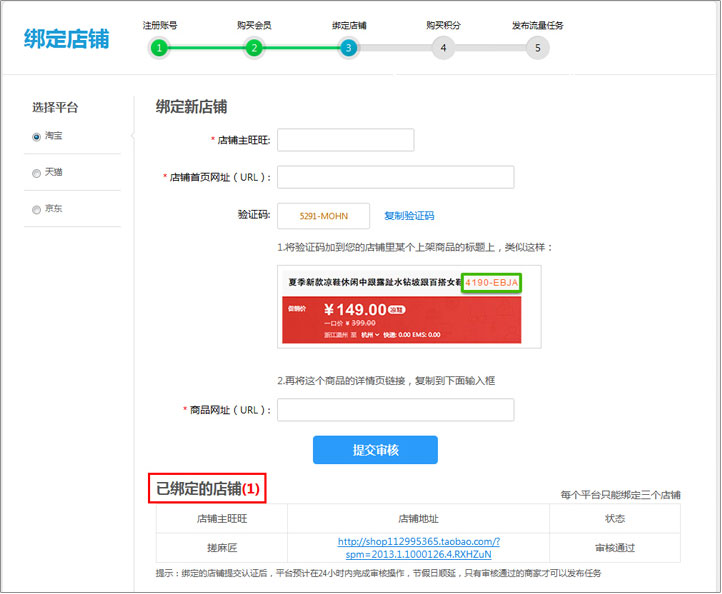 绑定店铺
注册账号 购买会员 绑定店铺 购买积分 发布流量任务
1 2 3 4 5
选择平台
淘宝
天猫
京东
绑定新店铺
* 店铺主旺旺:
* 店铺首页网址（URL）:
验证码: 5291-MOHN 复制验证码
1.将验证码加到您的店铺里某个上架商品的标题上，类似这样：
夏季新款凉鞋休闲中跟露趾水钻坡跟百搭女鞋 4190-EBJA
促销价 ¥149.00
一口价 ¥ 399.00
浙江温州 至 杭州 快递: 0.00 EMS: 0.00
2.再将这个商品的详情页链接，复制到下面输入框
* 商品网址（URL）:
提交审核
已绑定的店铺(1)
每个平台只能绑定三个店铺
店铺主旺旺 店铺地址 状态
搓麻匠 http://shop112995365.taobao.com/?
spm=2013.1.1000126.4.RXHZuN 审核通过
提示：绑定的店铺提交认证后，平台预计在24小时内完成审核操作，节假日顺延，只有审核通过的商家才可以发布任务